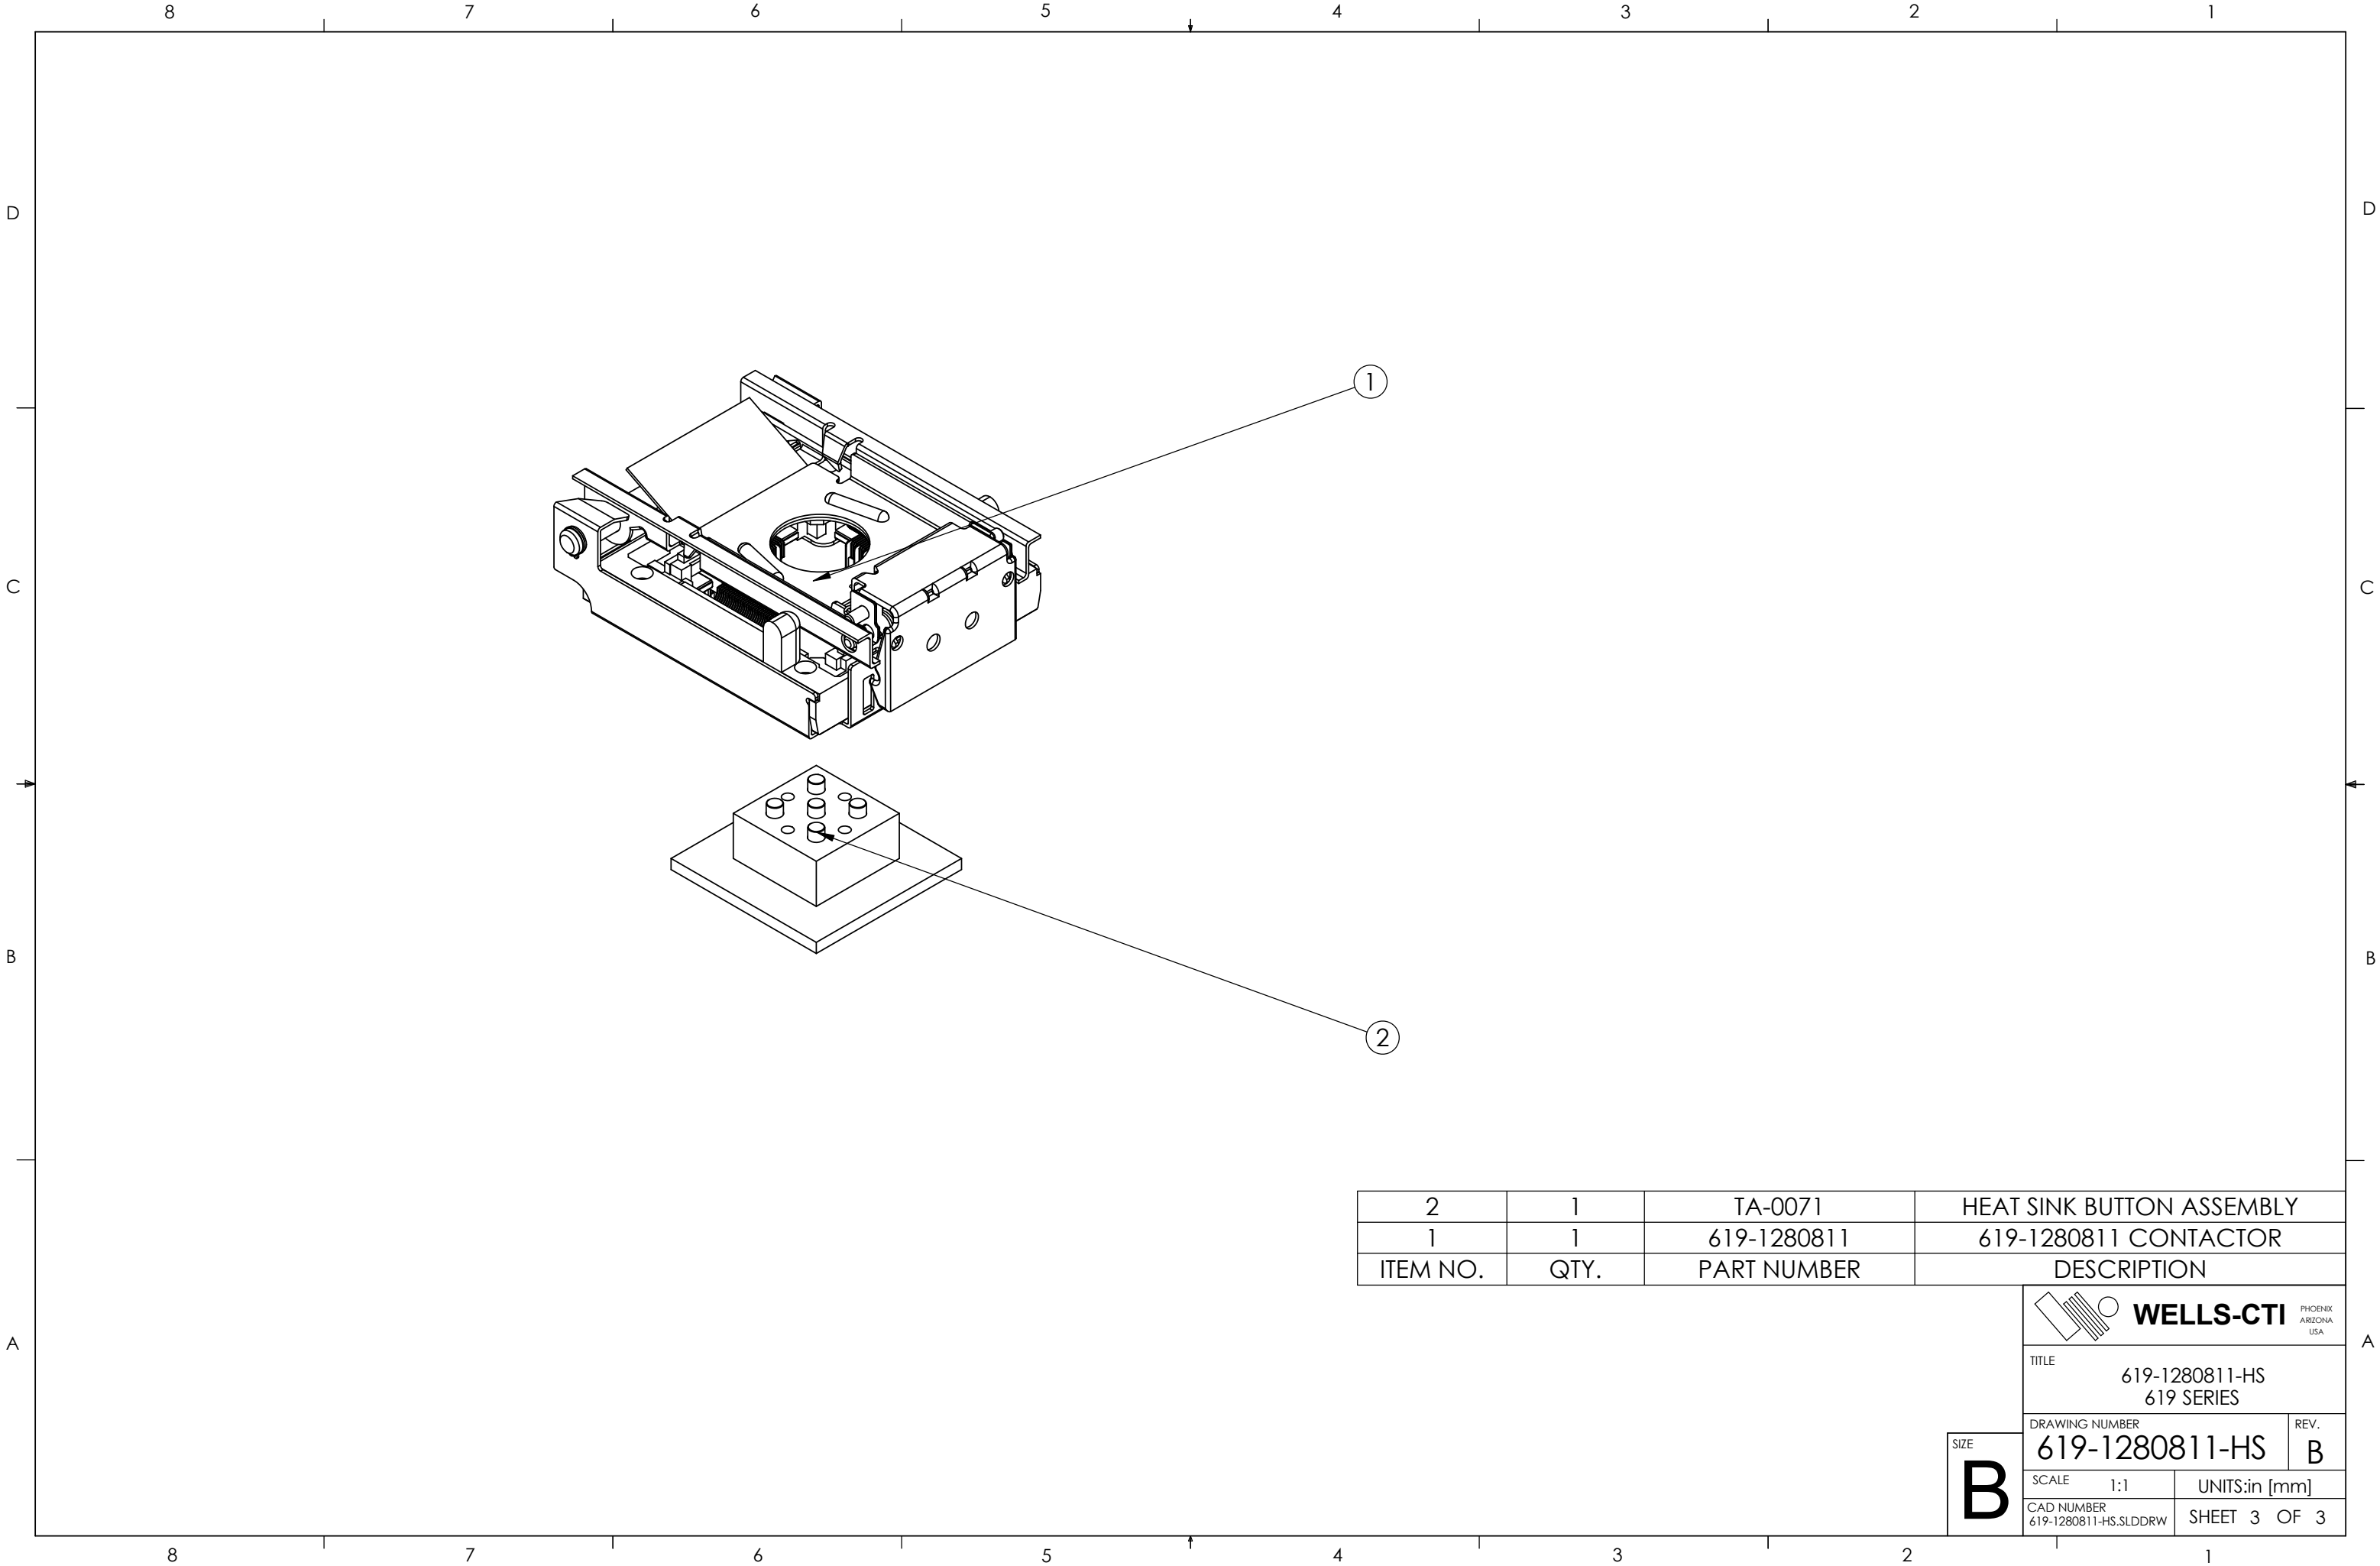 8 7 6 5 4 3 2 1
D D
1
C C
B B
2
2 1 TA-0071 HEAT SINK BUTTON ASSEMBLY
1 1 619-1280811 619-1280811 CONTACTOR
ITEM NO. QTY. PART NUMBER DESCRIPTION
WELLS-CTI
PHOENIX
ARIZONA
USA
A A
TITLE
619-1280811-HS
619 SERIES
DRAWING NUMBER
619-1280811-HS
REV.
B
SIZE
B
SCALE 1:1
UNITS:in [mm]
CAD NUMBER
619-1280811-HS.SLDDRW
SHEET 3 OF 3
8 7 6 5 4 3 2 1